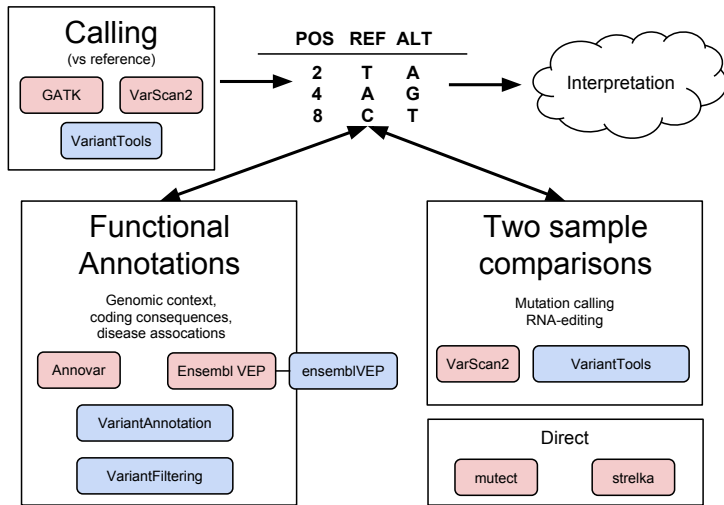 Calling
(vs reference)
GATK
VarScan2
VariantTools
POS REF ALT
2 T A
4 A G
8 C T
Interpretation
Functional
Annotations
Genomic context,
coding consequences,
disease assocations
Annovar
Ensembl VEP
ensemblVEP
VariantAnnotation
VariantFiltering
Two sample
comparisons
Mutation calling
RNA-editing
VarScan2
VariantTools
Direct
mutect
strelka